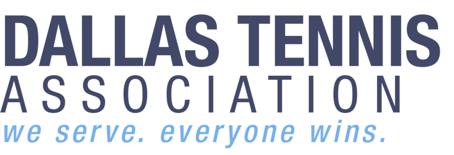 DALLAS TENNIS
ASSOCIATION
we serve. everyone wins.